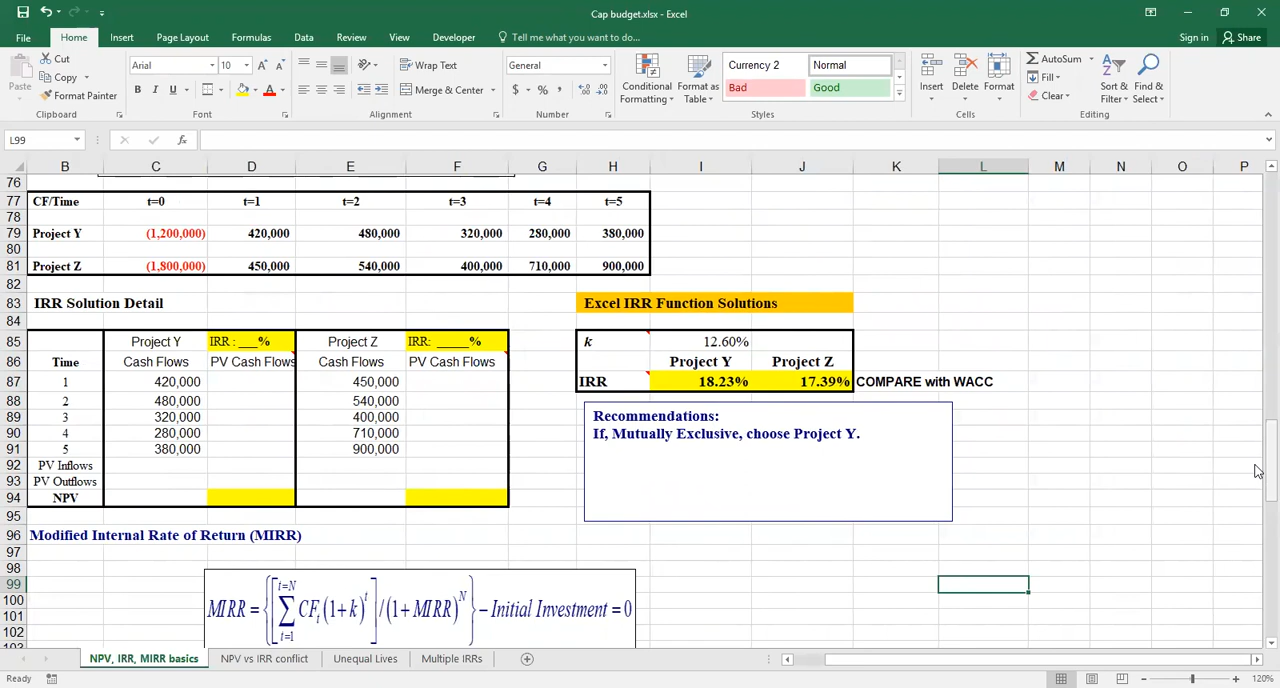 Cap budget.xlsx - Excel
File Home Insert Page Layout Formulas Data Review View Developer Tell me what you want to do... Sign in Share
Paste Cut Copy Format Painter Clipboard
Arial 10 A A B I U A Font
Wrap Text Merge & Center Alignment
General $ % , Number
Conditional Formatting Format as Table Currency 2 Normal Bad Good Styles
Insert Delete Format Cells
AutoSum Fill Clear Sort & Filter Find & Select Editing
L99 fx
B C D E F G H I J K L M N O P
76
77 CF/Time t=0 t=1 t=2 t=3 t=4 t=5
78
79 Project Y (1,200,000) 420,000 480,000 320,000 280,000 380,000
80
81 Project Z (1,800,000) 450,000 540,000 400,000 710,000 900,000
82
83 IRR Solution Detail Excel IRR Function Solutions
84
85 Project Y IRR : ___% Project Z IRR: _____% k 12.60%
86 Time Cash Flows PV Cash Flows Cash Flows PV Cash Flows Project Y Project Z
87 1 420,000 450,000 IRR 18.23% 17.39% COMPARE with WACC
88 2 480,000 540,000
89 3 320,000 400,000
90 4 280,000 710,000
91 5 380,000 900,000
Recommendations:
If, Mutually Exclusive, choose Project Y.
92 PV Inflows
93 PV Outflows
94 NPV
95
96 Modified Internal Rate of Return (MIRR)
97
98
99
100
101
102
103
MIRR = {[ t=N ∑ t=1 CFt (1+k)^t ] / (1+MIRR)^N } − Initial Investment = 0
NPV, IRR, MIRR basics NPV vs IRR conflict Unequal Lives Multiple IRRs
Ready 120%